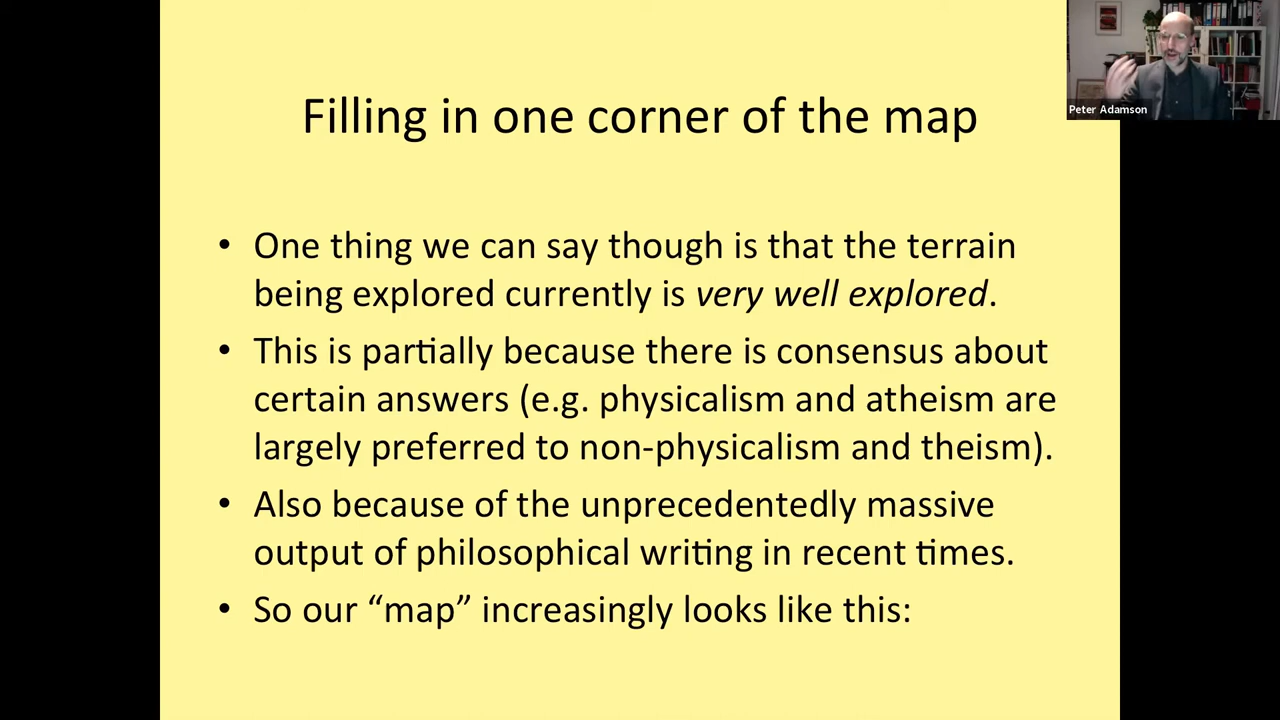 Filling in one corner of the map
Peter Adamson
• One thing we can say though is that the terrain
being explored currently is very well explored.
• This is partially because there is consensus about
certain answers (e.g. physicalism and atheism are
largely preferred to non-physicalism and theism).
• Also because of the unprecedentedly massive
output of philosophical writing in recent times.
• So our “map” increasingly looks like this: